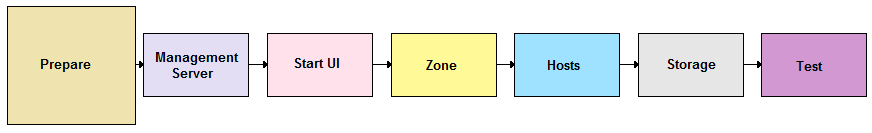 Prepare
Management
Server
Start UI
Zone
Hosts
Storage
Test